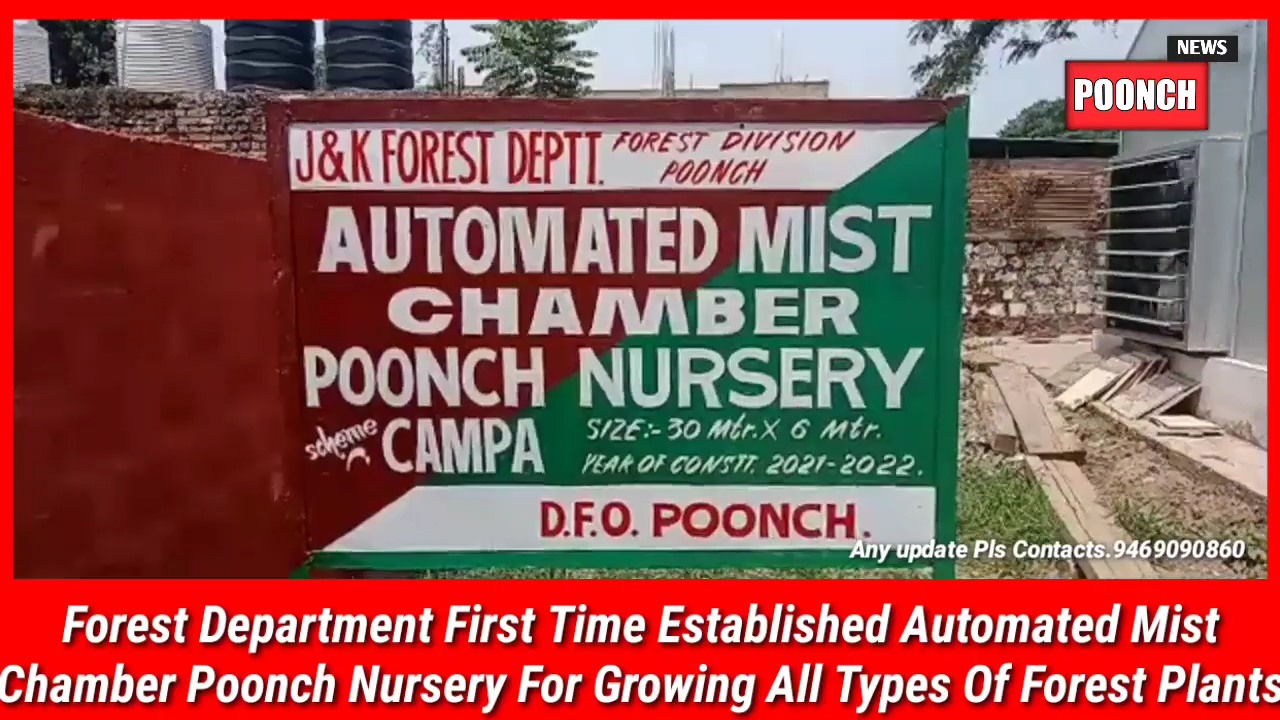 NEWS
POONCH
J&K FOREST DEPTT. FOREST DIVISION
POONCH
AUTOMATED MIST
CHAMBER
POONCH NURSERY
scheme CAMPA
SIZE:- 30 Mtr. X 6 Mtr.
YEAR OF CONSTT. 2021-2022.
D.F.O. POONCH.
Any update Pls Contacts.9469090860
Forest Department First Time Established Automated Mist
Chamber Poonch Nursery For Growing All Types Of Forest Plants